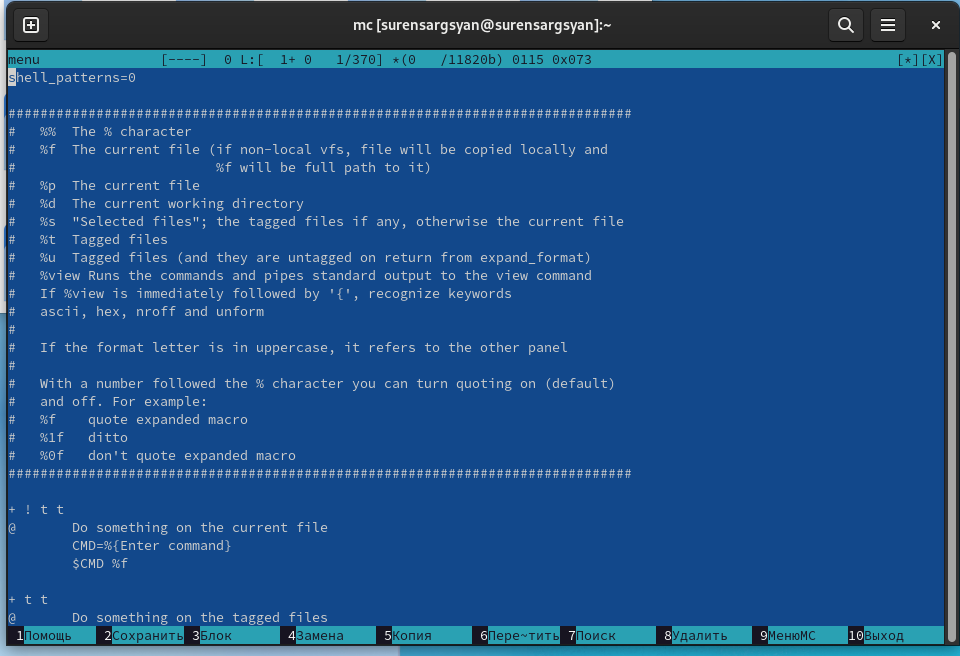 mc [surensargsyan@surensargsyan]:~
menu [----] 0 L:[ 1+ 0 1/370] *(0 /11820b) 0115 0x073 [*][X]
shell_patterns=0
##############################################################################
# %% The % character
# %f The current file (if non-local vfs, file will be copied locally and
# %f will be full path to it)
# %p The current file
# %d The current working directory
# %s "Selected files"; the tagged files if any, otherwise the current file
# %t Tagged files
# %u Tagged files (and they are untagged on return from expand_format)
# %view Runs the commands and pipes standard output to the view command
# If %view is immediately followed by '{', recognize keywords
# ascii, hex, nroff and unform
#
# If the format letter is in uppercase, it refers to the other panel
#
# With a number followed the % character you can turn quoting on (default)
# and off. For example:
# %f quote expanded macro
# %1f ditto
# %0f don't quote expanded macro
##############################################################################
+ ! t t
@ Do something on the current file
CMD=%{Enter command}
$CMD %f
+ t t
@ Do something on the tagged files
1Помощь 2Сохранить 3Блок 4Замена 5Копия 6Пере~тить 7Поиск 8Удалить 9МенюMC 10Выход